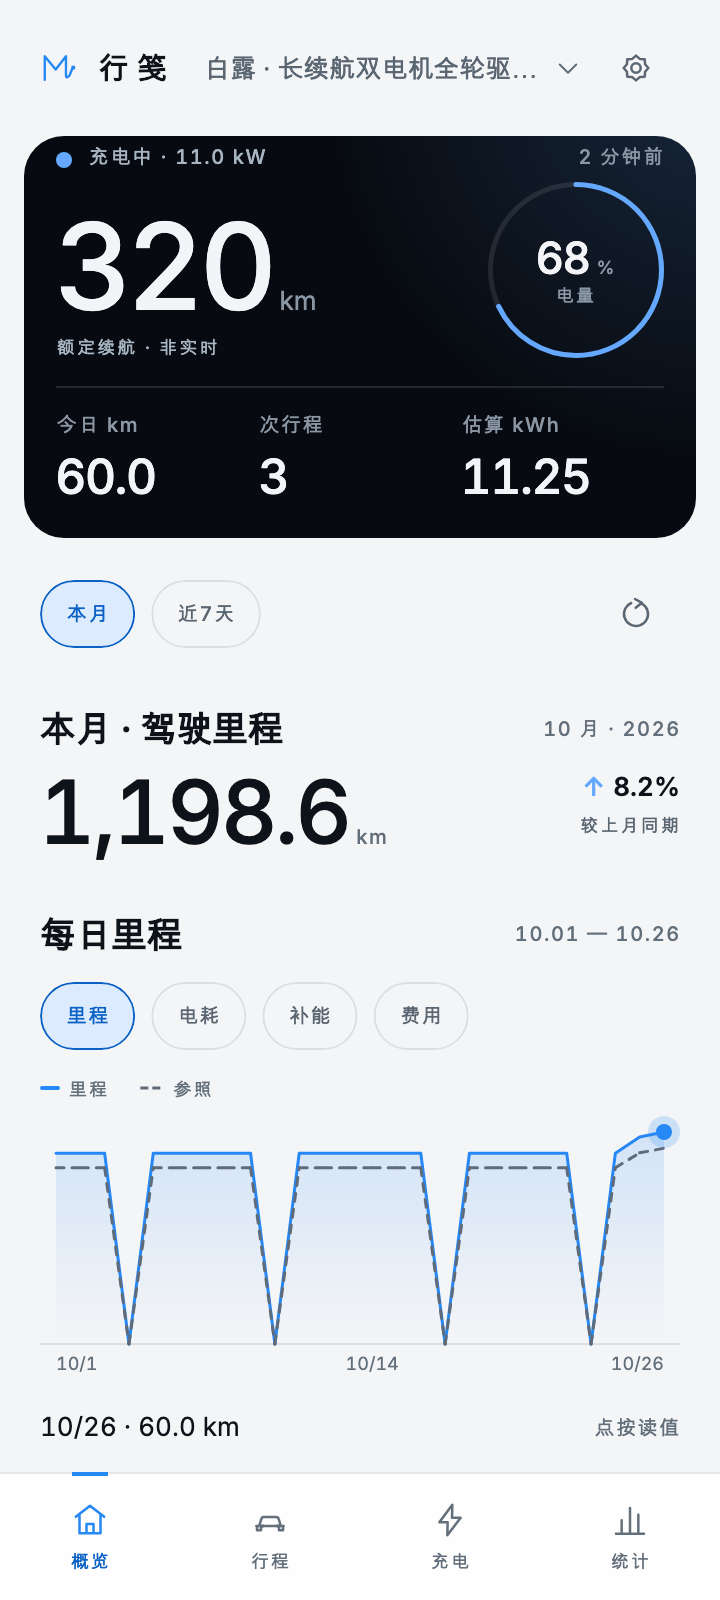 行笺 白露 · 长续航双电机全轮驱...
充电中 · 11.0 kW 2 分钟前
320 km
68 %
电量
额定续航 · 非实时
今日 km 次行程 估算 kWh
60.0 3 11.25
本月 近7天
本月 · 驾驶里程 10 月 · 2026
1,198.6 km ↑ 8.2%
较上月同期
每日里程 10.01 — 10.26
里程 电耗 补能 费用
里程 参照
10/1 10/14 10/26
10/26 · 60.0 km 点按读值
概览 行程 充电 统计